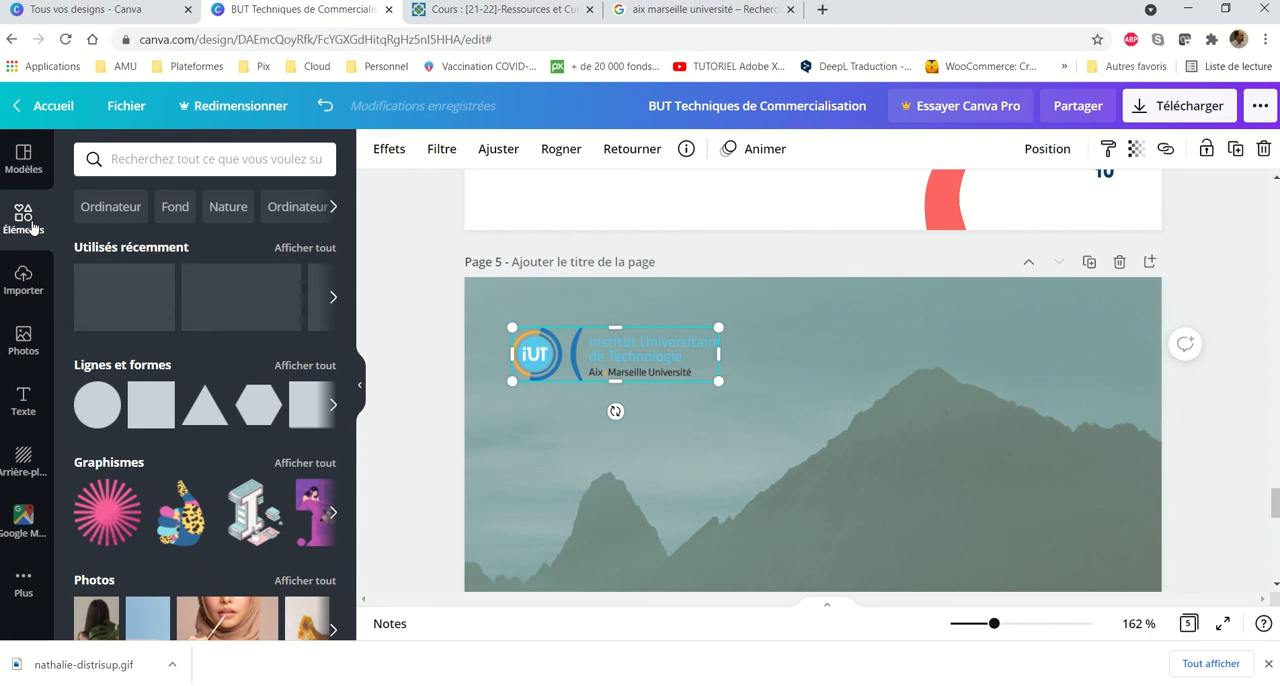 Tous vos designs - Canva
BUT Techniques de Commercialis
Cours : [21-22]-Ressources et Cu
aix marseille université – Recherc
canva.com/design/DAEmcQoyRfk/FcYGXGdHitqRgHz5nI5HHA/edit#
Applications
AMU
Plateformes
Pix
Cloud
Personnel
Vaccination COVID-...
+ de 20 000 fonds...
TUTORIEL Adobe X...
DeepL Traduction -...
WooCommerce: Cr...
»
Autres favoris
Liste de lecture
Accueil
Fichier
Redimensionner
Modifications enregistrées
BUT Techniques de Commercialisation
Essayer Canva Pro
Partager
Télécharger
Modèles
Éléments
Importer
Photos
Texte
Arrière-pl...
Google M...
Plus
Recherchez tout ce que vous voulez su
Ordinateur
Fond
Nature
Ordinateur
Utilisés récemment
Afficher tout
Lignes et formes
Afficher tout
Graphismes
Afficher tout
Photos
Afficher tout
Effets
Filtre
Ajuster
Rogner
Retourner
Animer
Position
10
Page 5 - Ajouter le titre de la page
iUT
Institut Universitaire
de Technologie
Aix Marseille Université
Notes
162 %
5
nathalie-distrisup.gif
Tout afficher